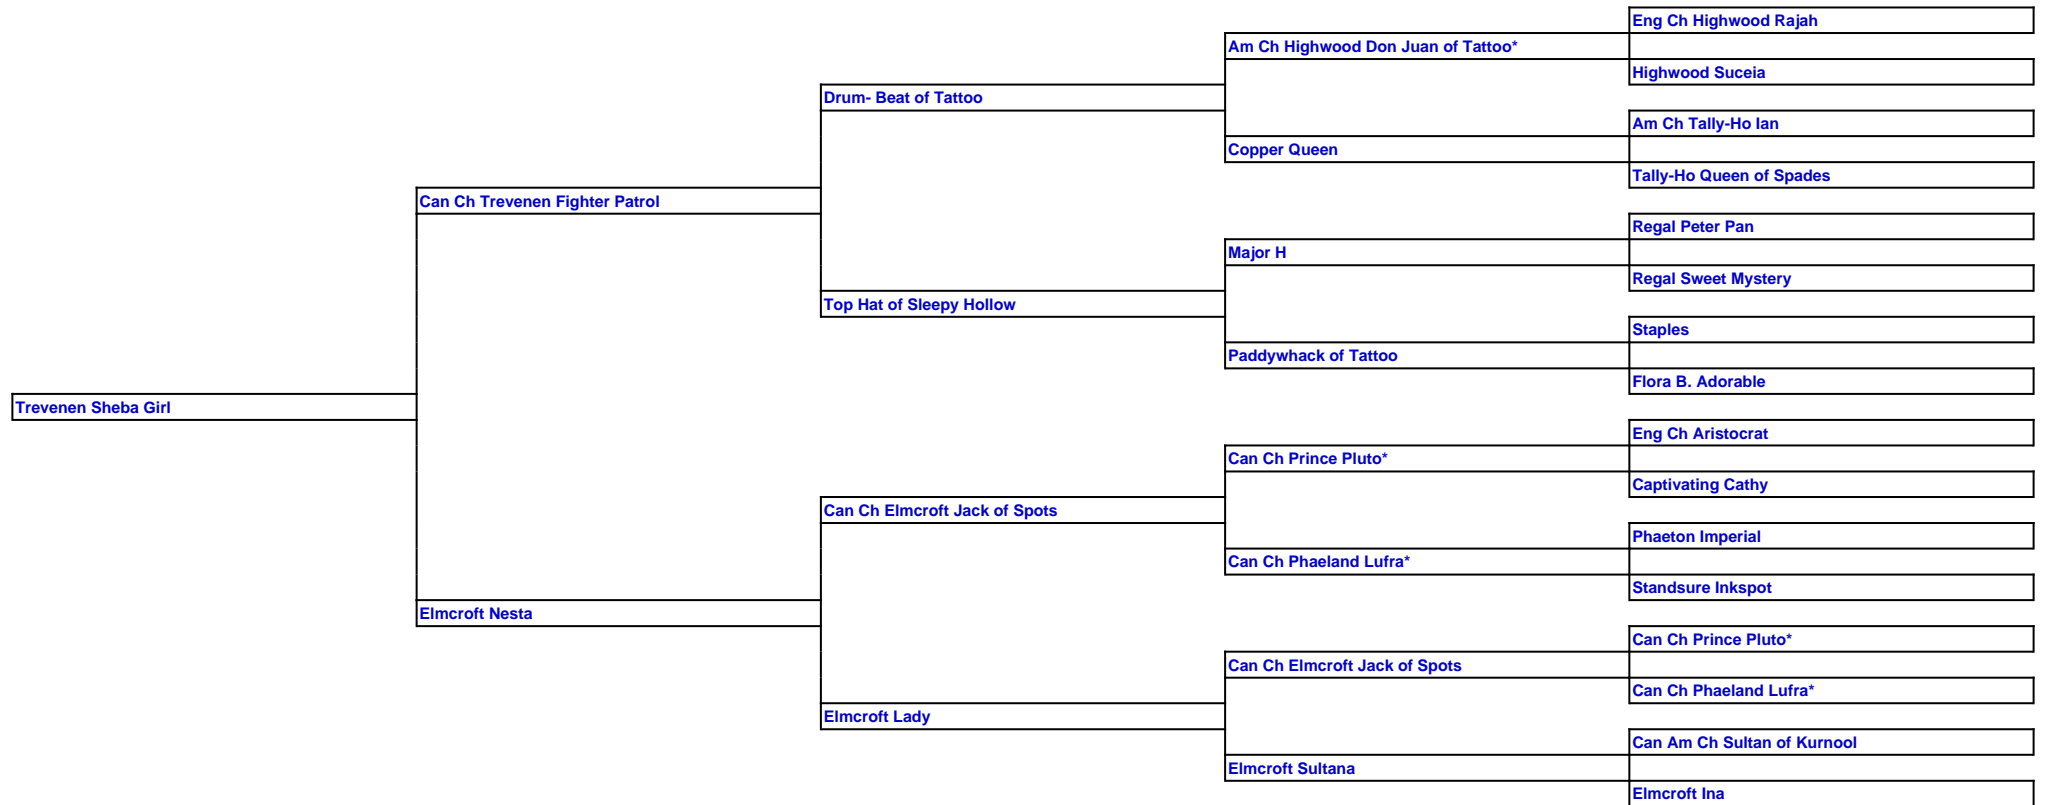 Eng Ch Highwood Rajah
Am Ch Highwood Don Juan of Tattoo*
Highwood Suceia
Drum- Beat of Tattoo
Am Ch Tally-Ho Ian
Copper Queen
Tally-Ho Queen of Spades
Can Ch Trevenen Fighter Patrol
Regal Peter Pan
Major H
Regal Sweet Mystery
Top Hat of Sleepy Hollow
Staples
Paddywhack of Tattoo
Flora B. Adorable
Trevenen Sheba Girl
Eng Ch Aristocrat
Can Ch Prince Pluto*
Captivating Cathy
Can Ch Elmcroft Jack of Spots
Phaeton Imperial
Can Ch Phaeland Lufra*
Standsure Inkspot
Elmcroft Nesta
Can Ch Prince Pluto*
Can Ch Elmcroft Jack of Spots
Can Ch Phaeland Lufra*
Elmcroft Lady
Can Am Ch Sultan of Kurnool
Elmcroft Sultana
Elmcroft Ina